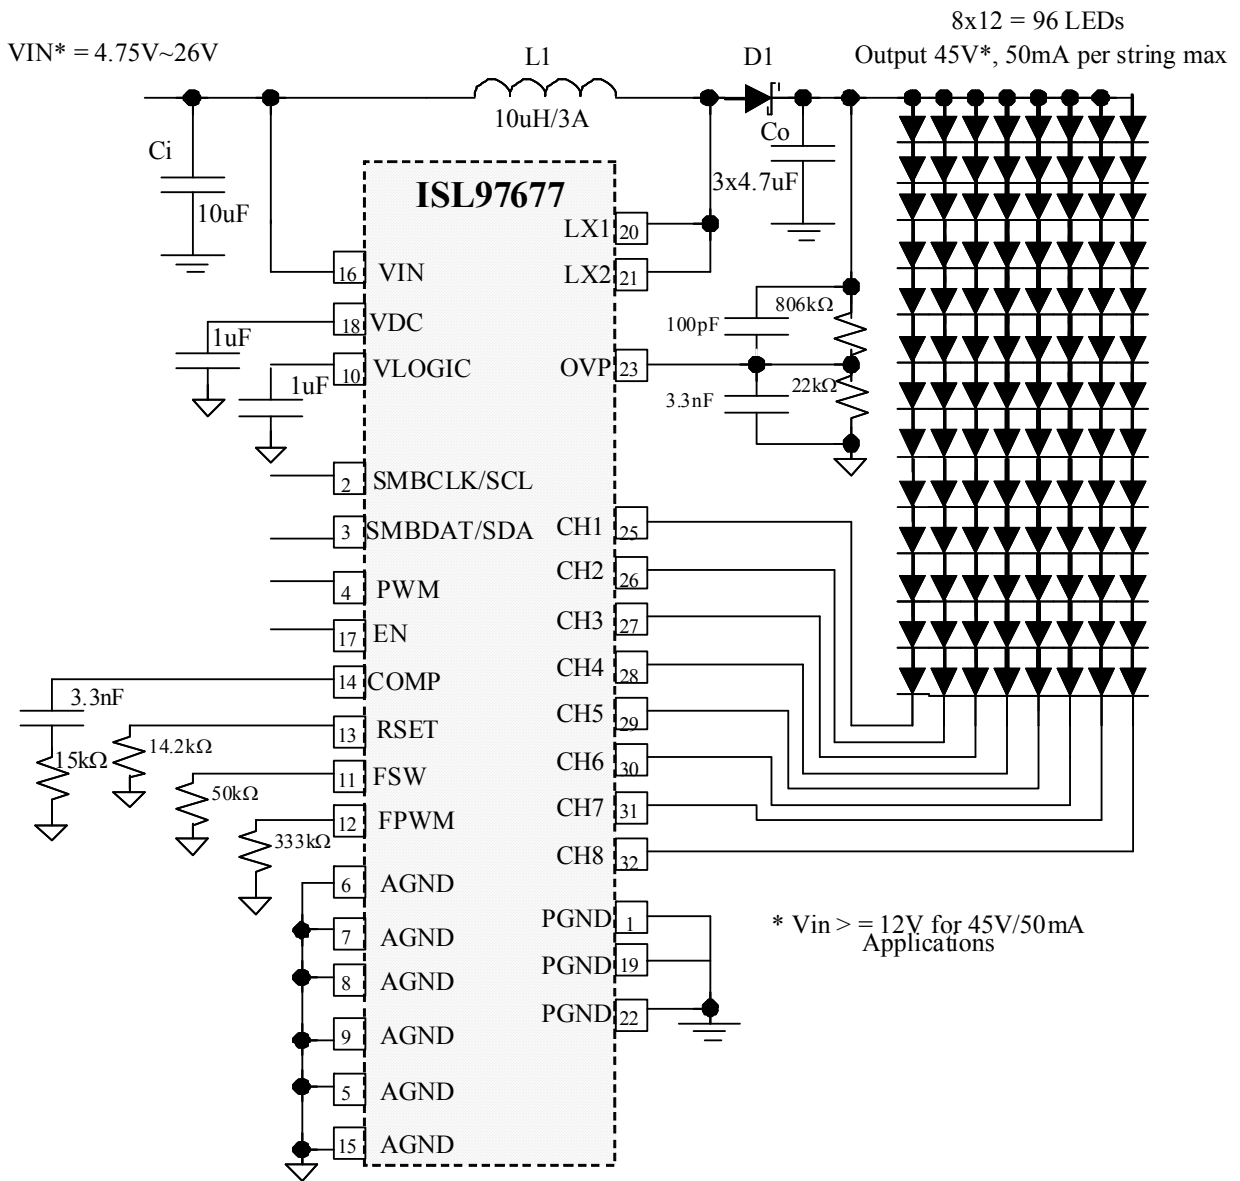 8x12 = 96 LEDs
VIN* = 4.75V~26V
Output 45V*, 50mA per string max
L1
D1
10uH/3A
Ci
Co
10uF
3x4.7uF
ISL97677
LX1
20
16
VIN
LX2
21
806kΩ
100pF
18
VDC
1uF
10
VLOGIC
OVP
23
1uF
22kΩ
3.3nF
2
SMBCLK/SCL
3
SMBDAT/SDA
CH1
25
CH2
26
4
PWM
CH3
27
17
EN
CH4
28
14
COMP
3.3nF
CH5
29
13
RSET
14.2kΩ
15kΩ
CH6
30
11
FSW
50kΩ
CH7
31
12
FPWM
333kΩ
CH8
32
6
AGND
PGND
1
* Vin > = 12V for 45V/50mA
Applications
7
AGND
PGND
19
8
AGND
PGND
22
9
AGND
5
AGND
15
AGND